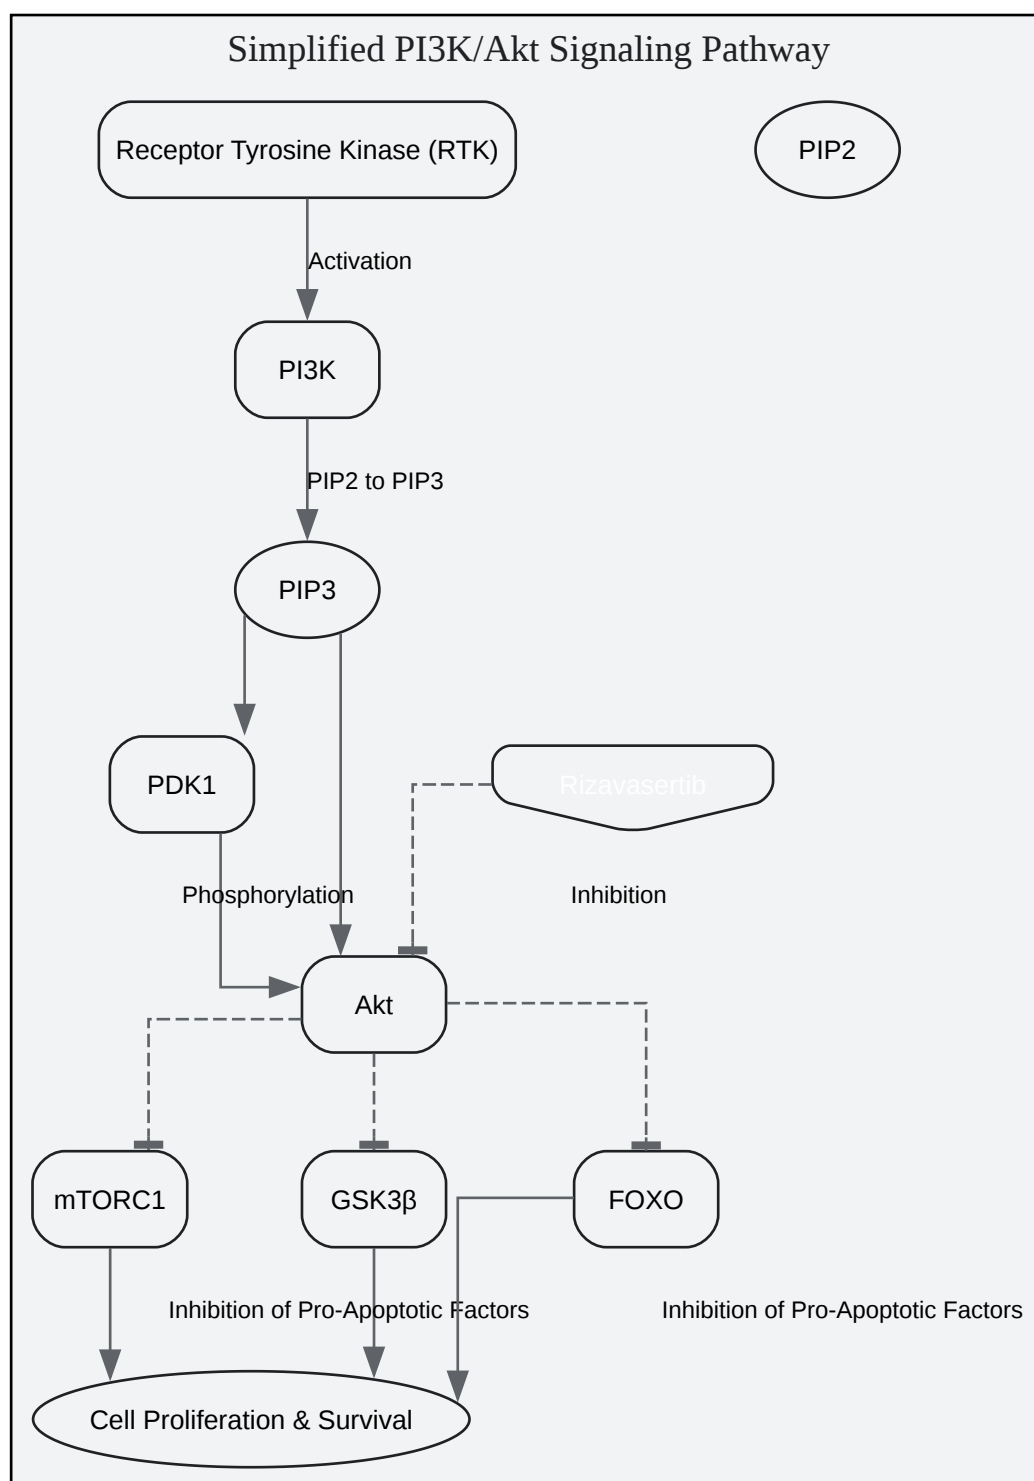 Simplified PI3K/Akt Signaling Pathway
Receptor Tyrosine Kinase (RTK)
PIP2
Activation
PI3K
PIP2 to PIP3
PIP3
PDK1
Rizavasertib
Phosphorylation
Inhibition
Akt
mTORC1
GSK3β
FOXO
Inhibition of Pro-Apoptotic Factors
Inhibition of Pro-Apoptotic Factors
Cell Proliferation & Survival